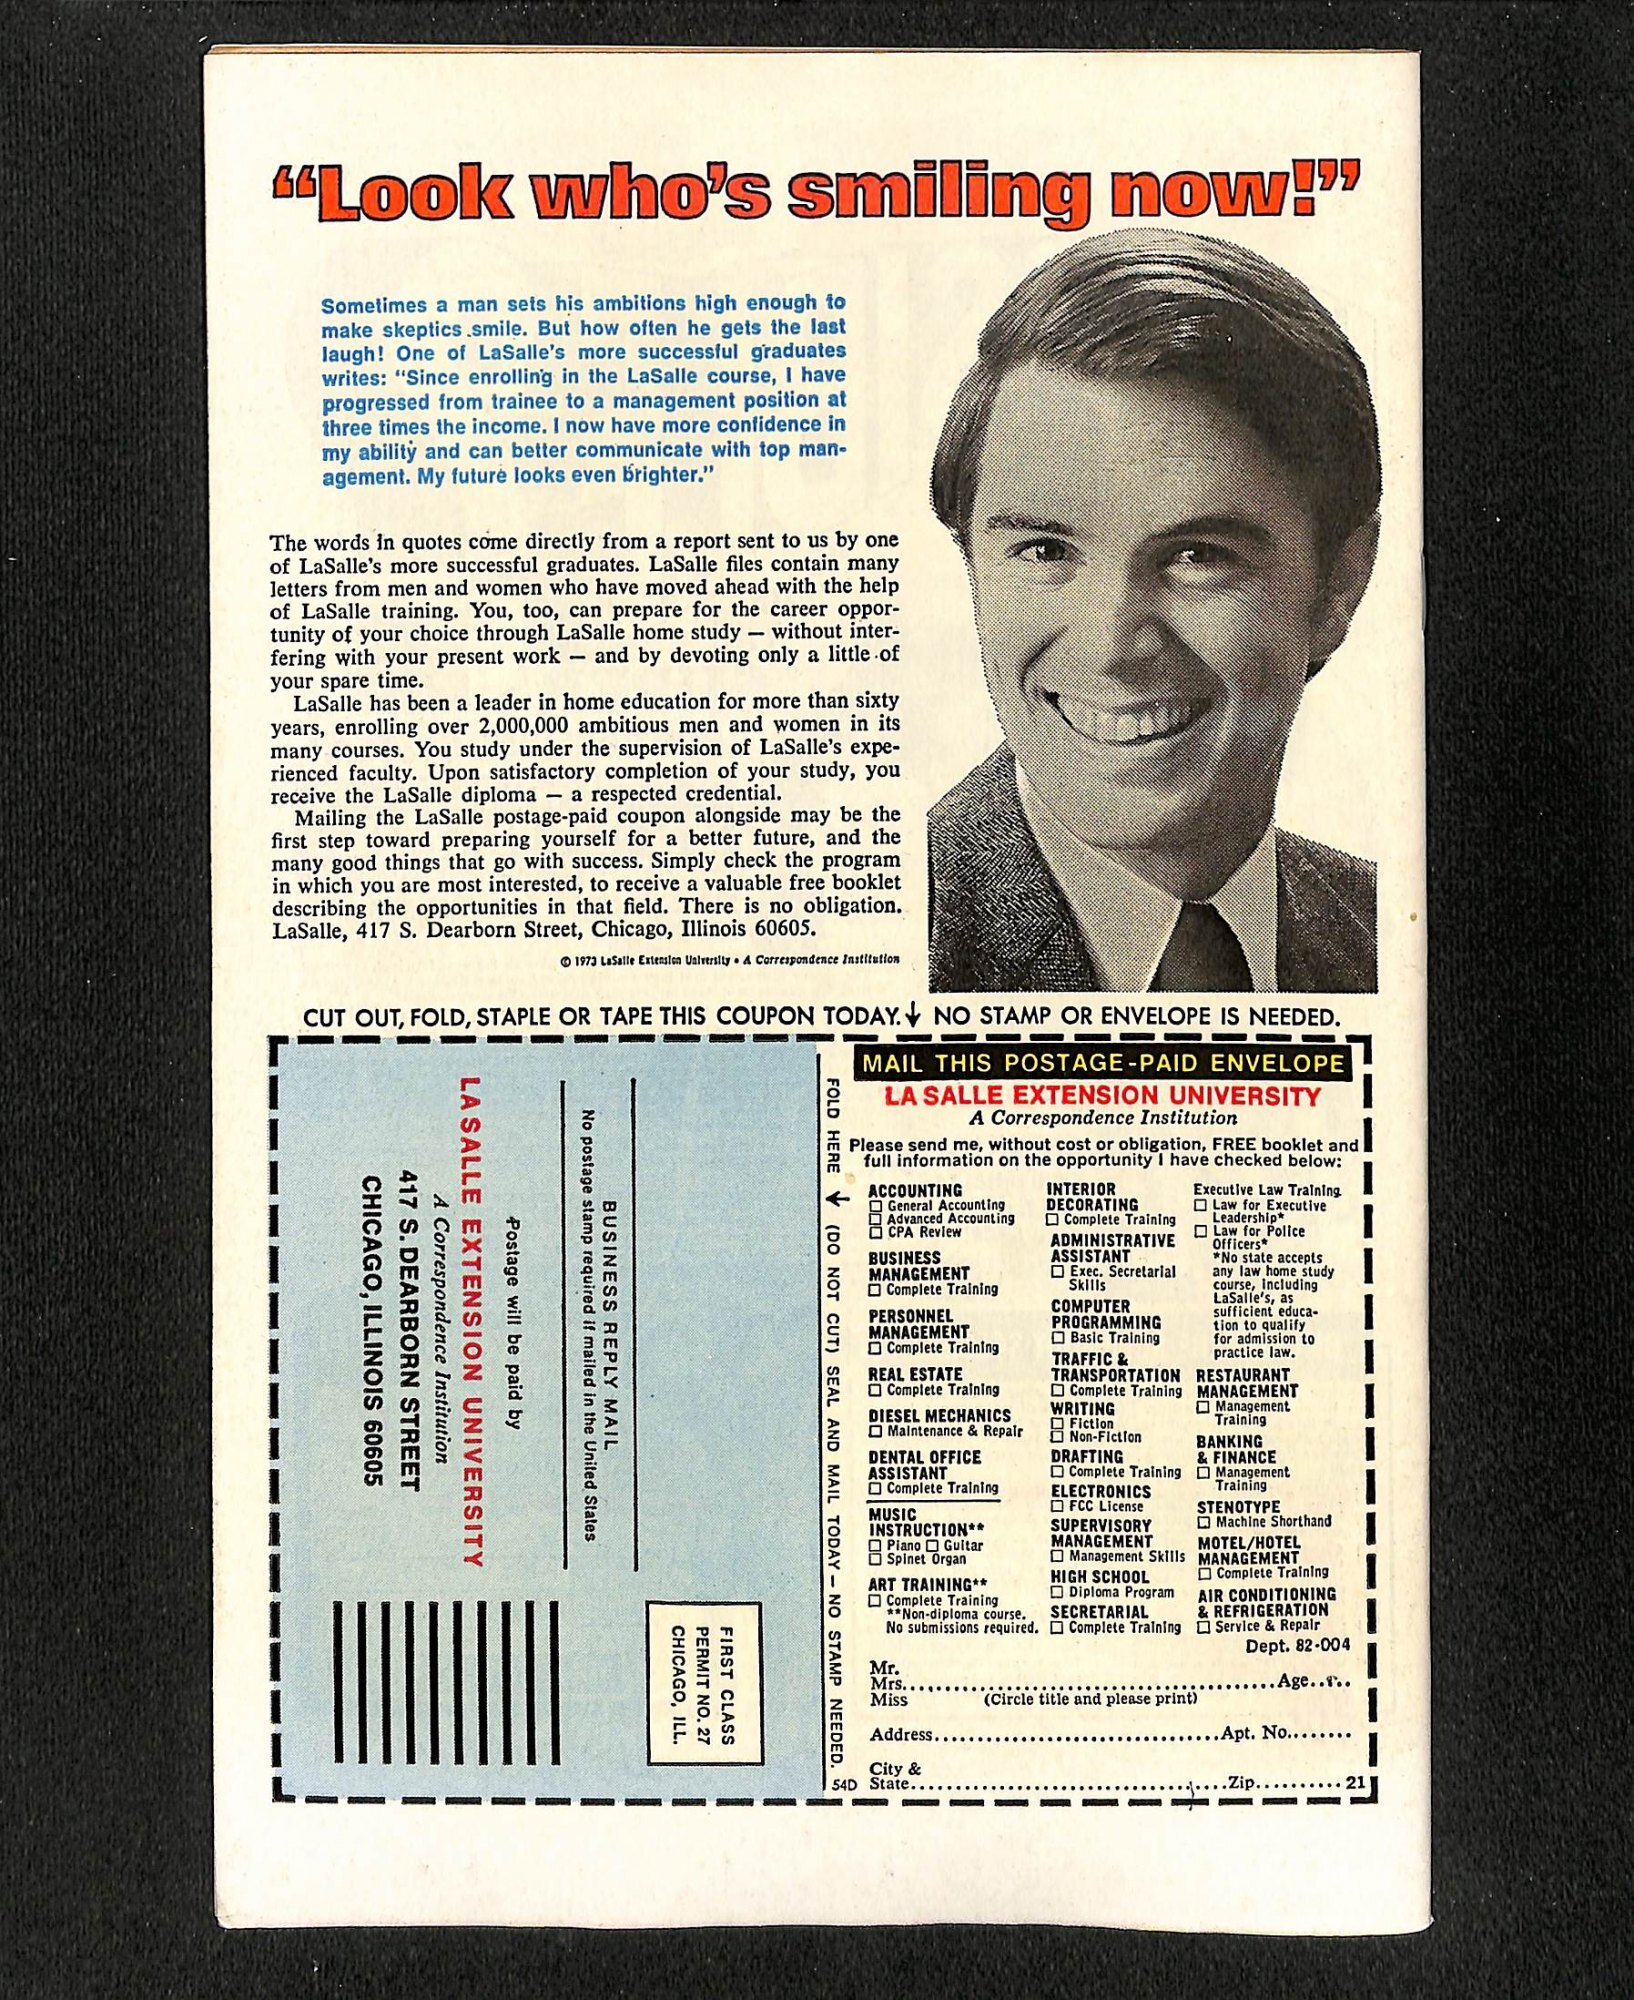 “Look who's smiling now!”
Sometimes a man sets his ambitions high enough to
make skeptics smile. But how often he gets the last
laugh! One of LaSalle's more successful graduates
writes: “Since enrolling in the LaSalle course, I have
progressed from trainee to a management position at
three times the income. I now have more confidence in
my ability and can better communicate with top man-
agement. My future looks even brighter.”
The words in quotes come directly from a report sent to us by one
of LaSalle's more successful graduates. LaSalle files contain many
letters from men and women who have moved ahead with the help
of LaSalle training. You, too, can prepare for the career oppor-
tunity of your choice through LaSalle home study — without inter-
fering with your present work — and by devoting only a little of
your spare time.
LaSalle has been a leader in home education for more than sixty
years, enrolling over 2,000,000 ambitious men and women in its
many courses. You study under the supervision of LaSalle's expe-
rienced faculty. Upon satisfactory completion of your study, you
receive the LaSalle diploma — a respected credential.
Mailing the LaSalle postage-paid coupon alongside may be the
first step toward preparing yourself for a better future, and the
many good things that go with success. Simply check the program
in which you are most interested, to receive a valuable free booklet
describing the opportunities in that field. There is no obligation.
LaSalle, 417 S. Dearborn Street, Chicago, Illinois 60605.
© 1973 LaSalle Extension University • A Correspondence Institution
CUT OUT, FOLD, STAPLE OR TAPE THIS COUPON TODAY. ↓ NO STAMP OR ENVELOPE IS NEEDED.
FIRST CLASS
PERMIT NO. 27
CHICAGO, ILL.
BUSINESS REPLY MAIL
No postage stamp required if mailed in the United States
Postage will be paid by
LASALLE EXTENSION UNIVERSITY
A Correspondence Institution
417 S. DEARBORN STREET
CHICAGO, ILLINOIS 60605
FOLD HERE → (DO NOT CUT) SEAL AND MAIL TODAY – NO STAMP NEEDED.
54D
MAIL THIS POSTAGE-PAID ENVELOPE
LA SALLE EXTENSION UNIVERSITY
A Correspondence Institution
Please send me, without cost or obligation, FREE booklet and
full information on the opportunity I have checked below:
ACCOUNTING
☐ General Accounting
☐ Advanced Accounting
☐ CPA Review
BUSINESS
MANAGEMENT
☐ Complete Training
PERSONNEL
MANAGEMENT
☐ Complete Training
REAL ESTATE
☐ Complete Training
DIESEL MECHANICS
☐ Maintenance & Repair
DENTAL OFFICE
ASSISTANT
☐ Complete Training
MUSIC
INSTRUCTION**
☐ Piano ☐ Guitar
☐ Spinet Organ
ART TRAINING**
☐ Complete Training
**Non-diploma course.
No submissions required.
INTERIOR
DECORATING
☐ Complete Training
ADMINISTRATIVE
ASSISTANT
☐ Exec. Secretarial
Skills
COMPUTER
PROGRAMMING
☐ Basic Training
TRAFFIC &
TRANSPORTATION
☐ Complete Training
WRITING
☐ Fiction
☐ Non-Fiction
DRAFTING
☐ Complete Training
ELECTRONICS
☐ FCC License
SUPERVISORY
MANAGEMENT
☐ Management Skills
HIGH SCHOOL
☐ Diploma Program
SECRETARIAL
☐ Complete Training
Executive Law Training
☐ Law for Executive
Leadership*
☐ Law for Police
Officers*
*No state accepts
any law home study
course, including
LaSalle's, as
sufficient educa-
tion to qualify
for admission to
practice law.
RESTAURANT
MANAGEMENT
☐ Management
Training
BANKING
& FINANCE
☐ Management
Training
STENOTYPE
☐ Machine Shorthand
MOTEL/HOTEL
MANAGEMENT
☐ Complete Training
AIR CONDITIONING
& REFRIGERATION
☐ Service & Repair
Dept. 82-004
Mr.
Mrs. ........ Age ....
Miss (Circle title and please print)
Address ........ Apt. No. ........
City &
State ........ Zip ........ 21